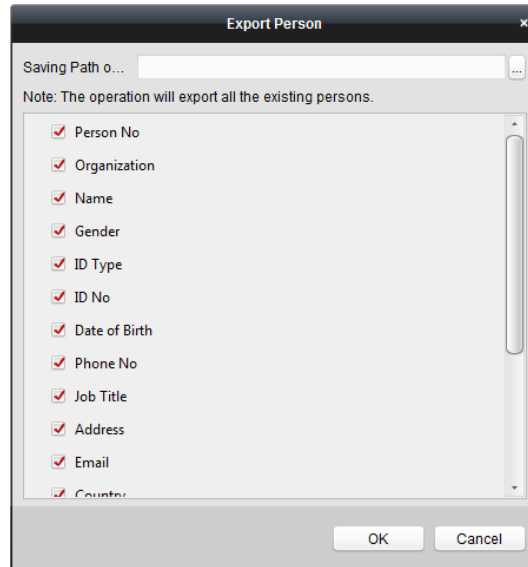 Export Person
×
Saving Path o...
...
Note: The operation will export all the existing persons.
Person No
Organization
Name
Gender
ID Type
ID No
Date of Birth
Phone No
Job Title
Address
Email
Country
OK Cancel